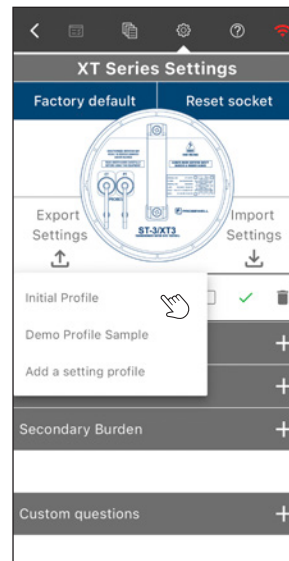 XT Series Settings
Factory default
Reset socket
Export
Settings
Import
Settings
ST-3/XT3
Initial Profile
Demo Profile Sample
Add a setting profile
Secondary Burden
Custom questions